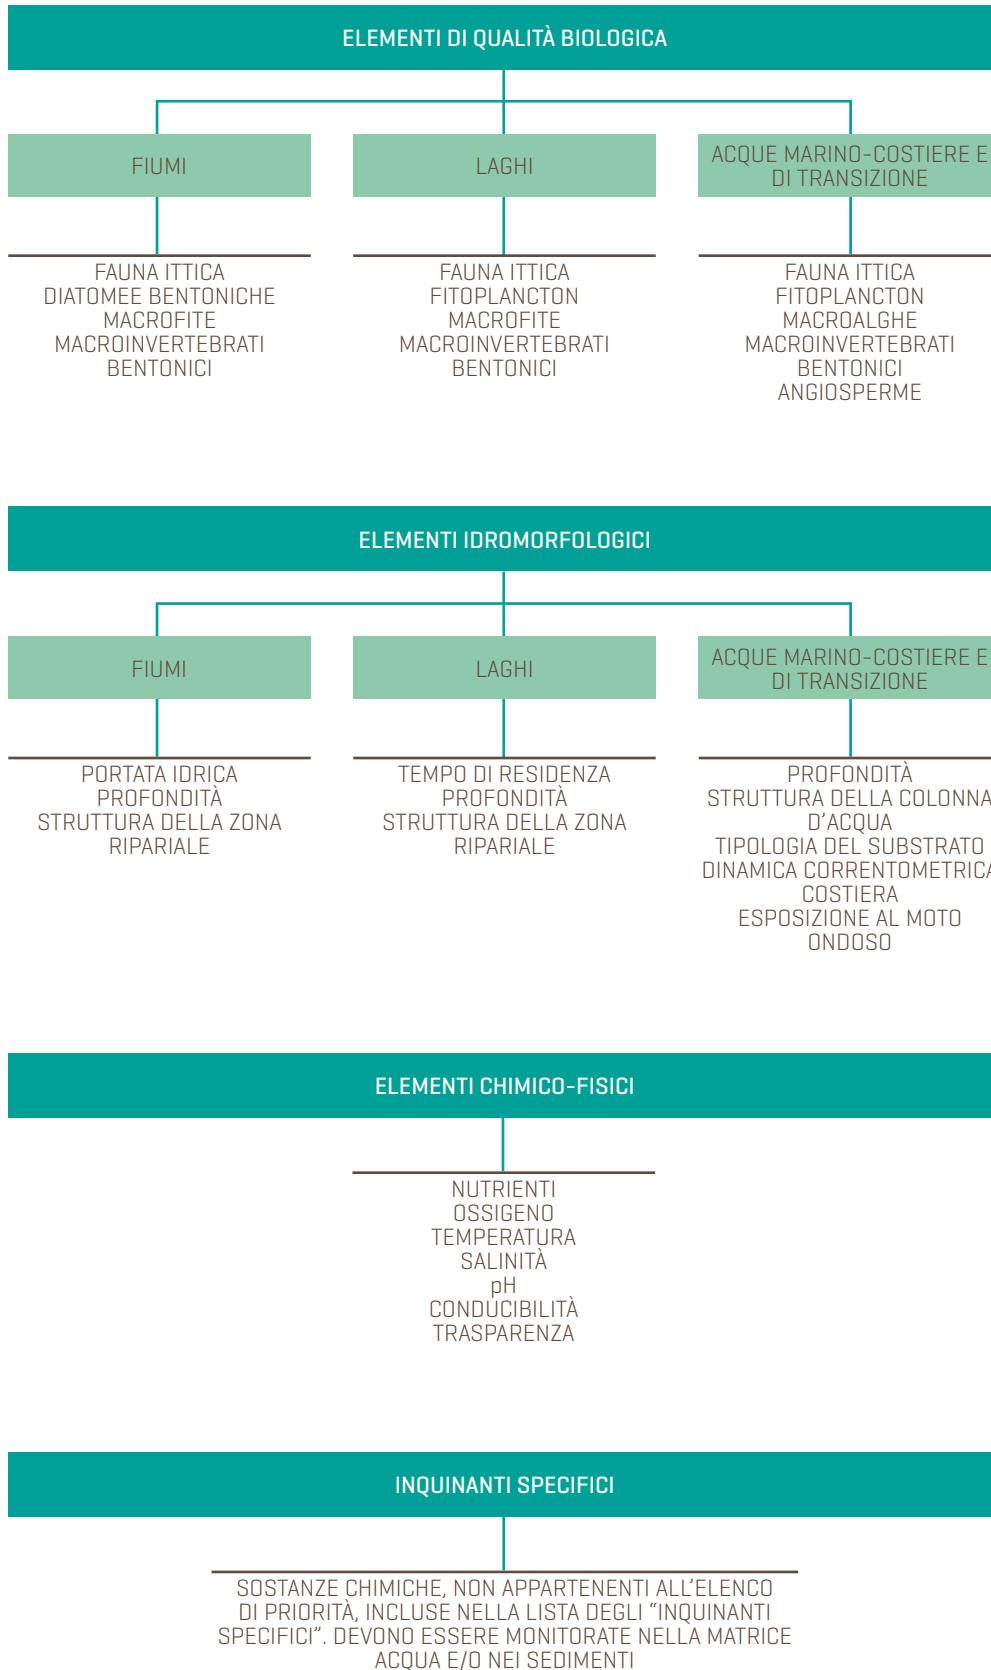 ELEMENTI DI QUALITÀ BIOLOGICA
FIUMI
LAGHI
ACQUE MARINO-COSTIERE E
DI TRANSIZIONE
FAUNA ITTICA
DIATOMEE BENTONICHE
MACROFITE
MACROINVERTEBRATI
BENTONICI
FAUNA ITTICA
FITOPLANCTON
MACROFITE
MACROINVERTEBRATI
BENTONICI
FAUNA ITTICA
FITOPLANCTON
MACROALGHE
MACROINVERTEBRATI
BENTONICI
ANGIOSPERME
ELEMENTI IDROMORFOLOGICI
FIUMI
LAGHI
ACQUE MARINO-COSTIERE E
DI TRANSIZIONE
PORTATA IDRICA
PROFONDITÀ
STRUTTURA DELLA ZONA
RIPARIALE
TEMPO DI RESIDENZA
PROFONDITÀ
STRUTTURA DELLA ZONA
RIPARIALE
PROFONDITÀ
STRUTTURA DELLA COLONNA
D'ACQUA
TIPOLOGIA DEL SUBSTRATO
DINAMICA CORRENTOMETRICA
COSTIERA
ESPOSIZIONE AL MOTO
ONDOSO
ELEMENTI CHIMICO-FISICI
NUTRIENTI
OSSIGENO
TEMPERATURA
SALINITÀ
pH
CONDUCIBILITÀ
TRASPARENZA
INQUINANTI SPECIFICI
SOSTANZE CHIMICHE, NON APPARTENENTI ALL'ELENCO
DI PRIORITÀ, INCLUSE NELLA LISTA DEGLI “INQUINANTI
SPECIFICI”. DEVONO ESSERE MONITORATE NELLA MATRICE
ACQUA E/O NEI SEDIMENTI